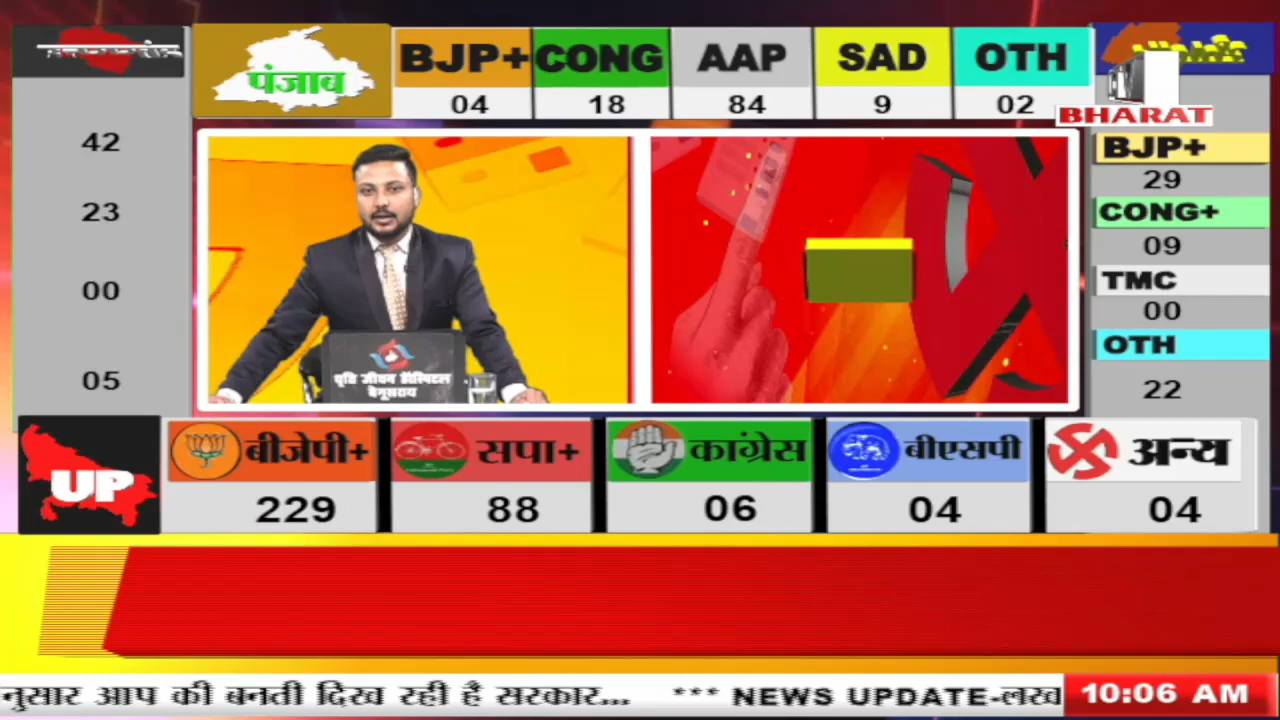 पंजाब
BJP+ CONG AAP SAD OTH
04 18 84 9 02
BHARAT
42
23
00
05
BJP+
29
CONG+
09
TMC
00
OTH
22
हॉस्पिटल
बेगूसराय
UP
बीजेपी+ सपा+ कांग्रेस बीएसपी अन्य
229 88 06 04 04
नुसार आप की बनती दिख रही है सरकार... *** NEWS UPDATE-लख
10:06 AM